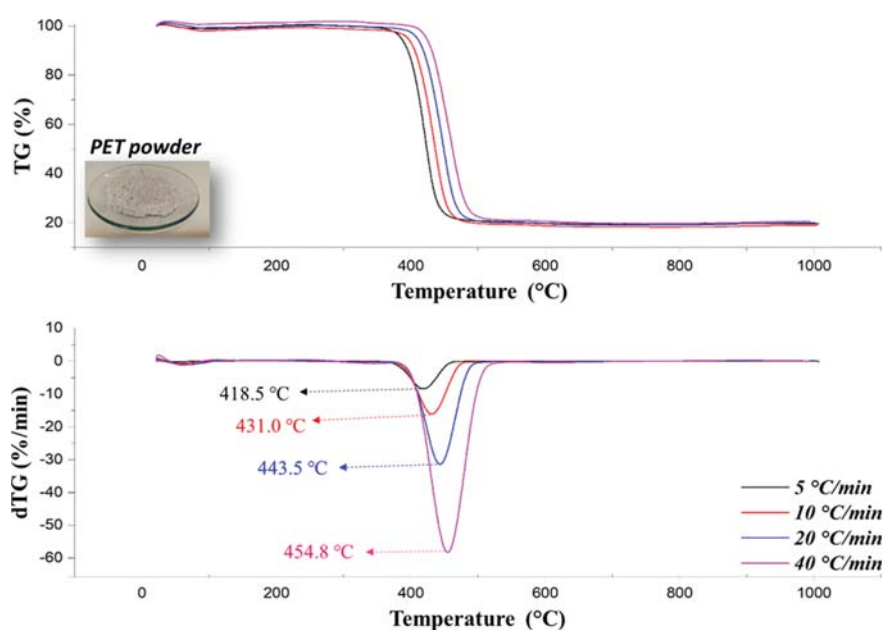 100
80
TG (%)
60
40
20
PET powder
0
200
400
600
800
1000
Temperature (°C)
10
0
-10
-20
-30
-40
-50
-60
dTG (%/min)
418.5 °C
431.0 °C
443.5 °C
454.8 °C
5 °C/min
10 °C/min
20 °C/min
40 °C/min
0
200
400
600
800
1000
Temperature (°C)